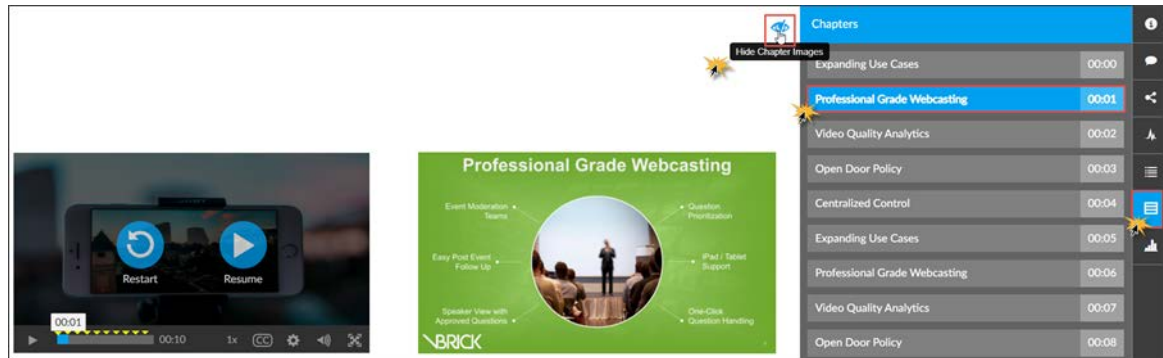 Hide Chapter Images
Chapters
Expanding Use Cases 00:00
Professional Grade Webcasting 00:01
Video Quality Analytics 00:02
Open Door Policy 00:03
Centralized Control 00:04
Expanding Use Cases 00:05
Professional Grade Webcasting 00:06
Video Quality Analytics 00:07
Open Door Policy 00:08
Restart Resume
00:01
00:10 1x CC
Professional Grade Webcasting
Event Moderation
Teams
Easy Post Event
Follow Up
Speaker View with
Approved Questions
Question
Prioritization
iPad / Tablet
Support
One-Click
Question Handling
VBRICK